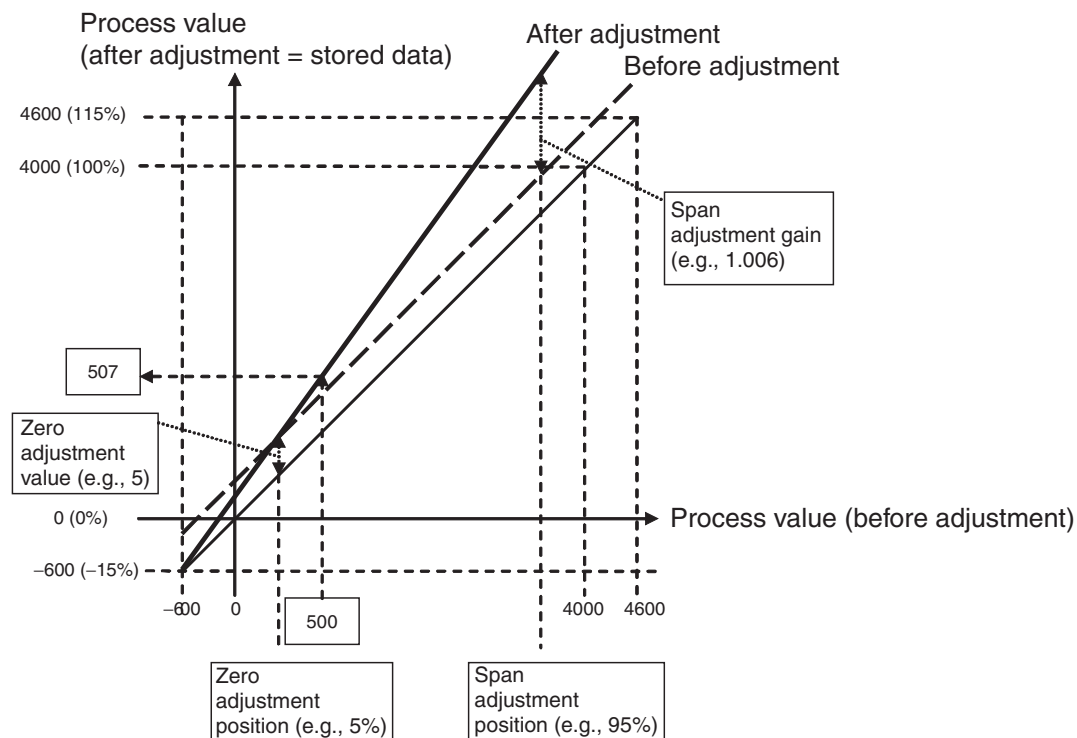 Process value
(after adjustment = stored data)
After adjustment
Before adjustment
4600 (115%)
4000 (100%)
Span
adjustment gain
(e.g., 1.006)
507
Zero
adjustment
value (e.g., 5)
0 (0%)
Process value (before adjustment)
−600 (−15%)
−600
0
500
4000
4600
Zero
adjustment
position (e.g., 5%)
Span
adjustment
position (e.g., 95%)